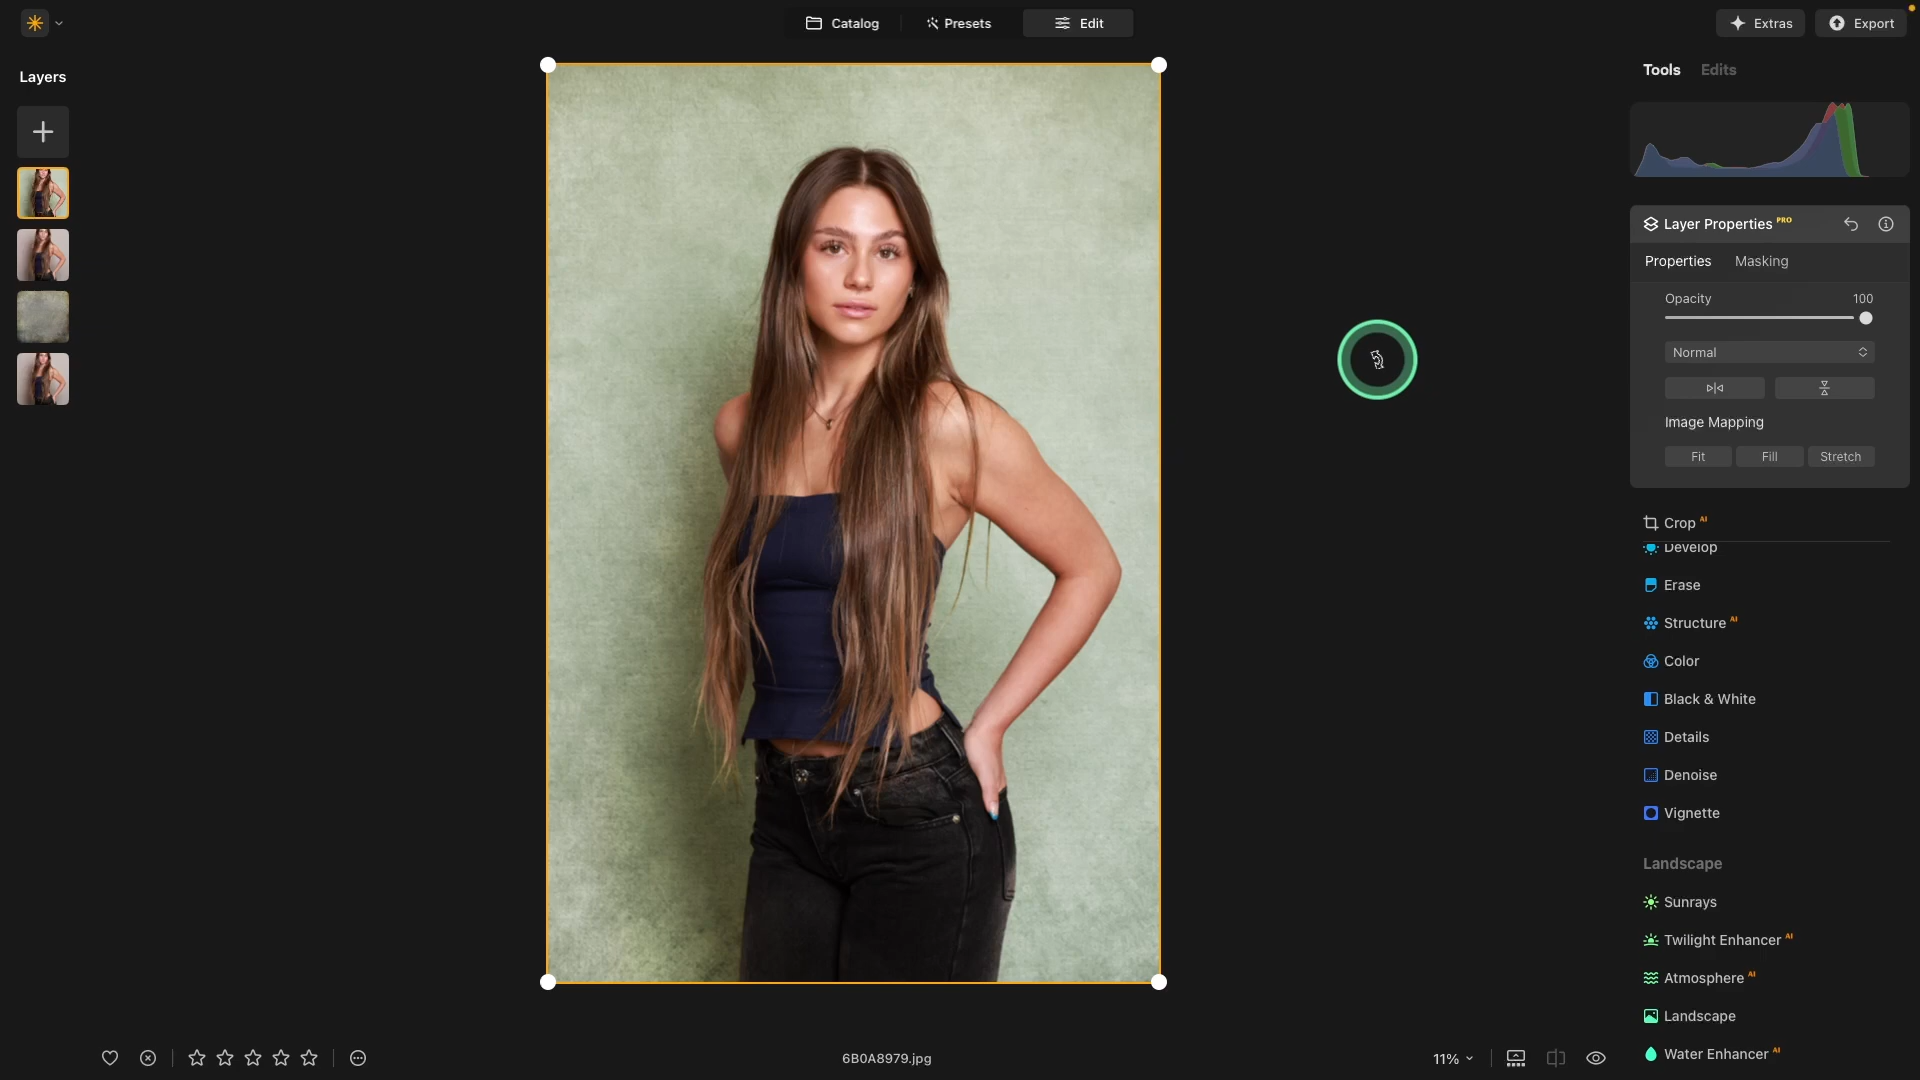 Catalog
Presets
Edit
Extras
Export
Layers
Tools
Edits
Layer Properties PRO
Properties
Masking
Opacity
100
Normal
Image Mapping
Fit
Fill
Stretch
Crop AI
Develop
Erase
Structure AI
Color
Black & White
Details
Denoise
Vignette
Landscape
Sunrays
Twilight Enhancer AI
Atmosphere AI
Landscape
Water Enhancer AI
6B0A8979.jpg
11%